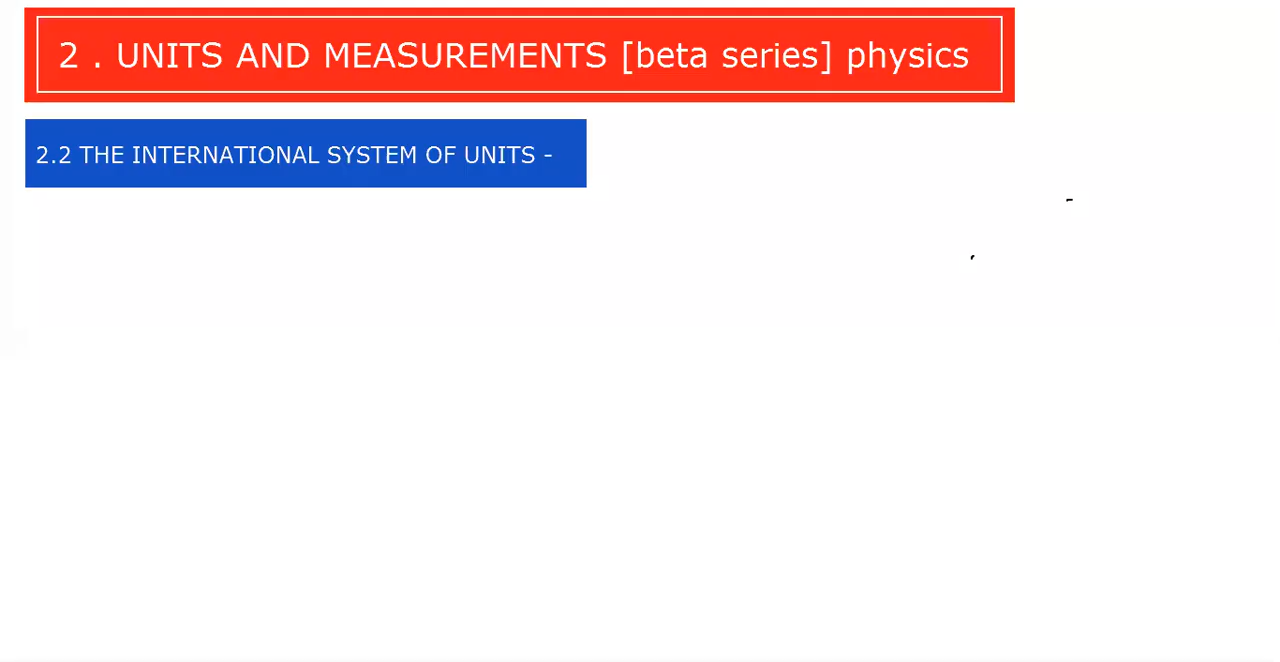 2 . UNITS AND MEASUREMENTS [beta series] physics
2.2 THE INTERNATIONAL SYSTEM OF UNITS -